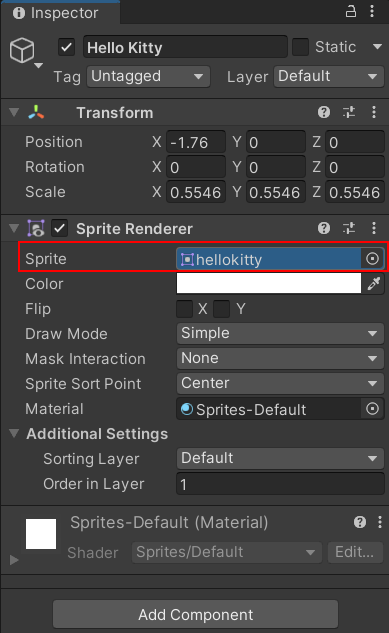 Inspector
Hello Kitty Static
Tag Untagged Layer Default
Transform
Position X -1.76 Y 0 Z 0
Rotation X 0 Y 0 Z 0
Scale X 0.5546 Y 0.5546 Z 0.5546
Sprite Renderer
Sprite hellokitty
Color
Flip X Y
Draw Mode Simple
Mask Interaction None
Sprite Sort Point Center
Material Sprites-Default
Additional Settings
Sorting Layer Default
Order in Layer 1
Sprites-Default (Material)
Shader Sprites/Default Edit...
Add Component